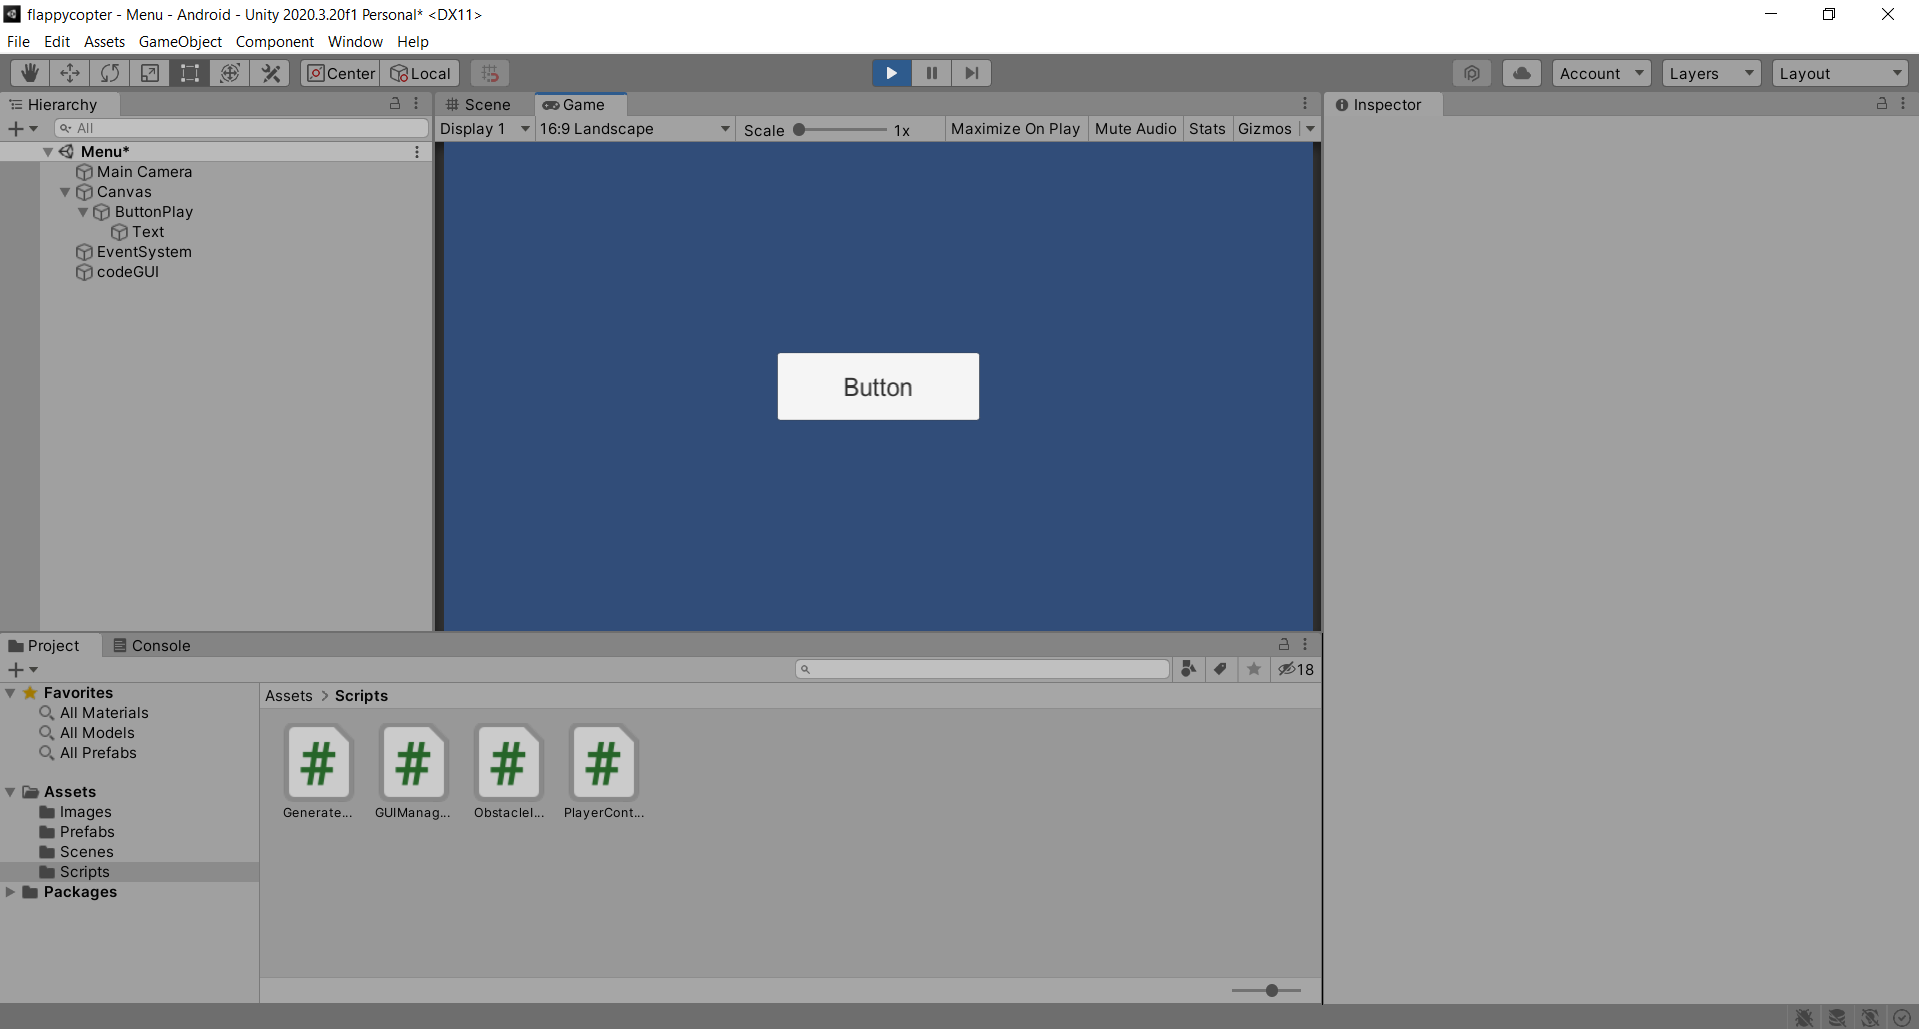 flappycopter - Menu - Android - Unity 2020.3.20f1 Personal* <DX11>
File Edit Assets GameObject Component Window Help
Center Local Account Layers Layout
Hierarchy
All
Menu*
Main Camera
Canvas
ButtonPlay
Text
EventSystem
codeGUI
Scene Game
Display 1 16:9 Landscape Scale 1x Maximize On Play Mute Audio Stats Gizmos
Button
Inspector
Project Console
18
Favorites
All Materials
All Models
All Prefabs
Assets
Images
Prefabs
Scenes
Scripts
Packages
Assets > Scripts
Generate... GUIManag... ObstacleI... PlayerCont...